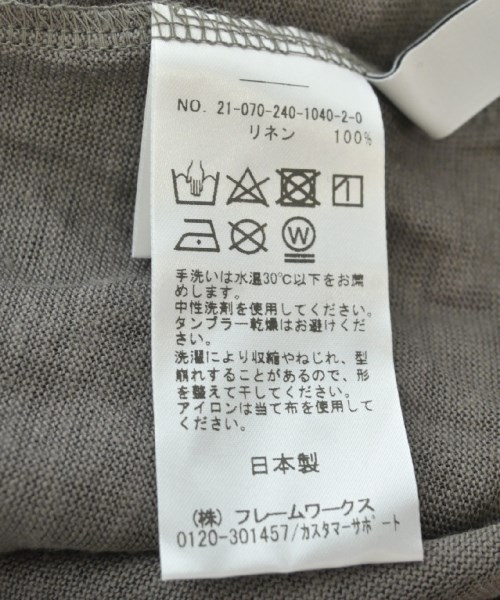 NO. 21-070-240-1040-2-0
リネン 100%
W
手洗いは水温30℃以下をお薦
めします。
中性洗剤を使用してください。
タンブラー乾燥はお避けくだ
さい。
洗濯により収縮やねじれ、型
崩れすることがあるので、形
を整えて干してください。
アイロンは当て布を使用して
ください。
日本製
(株) フレームワークス
0120-301457/カスタマーサポート